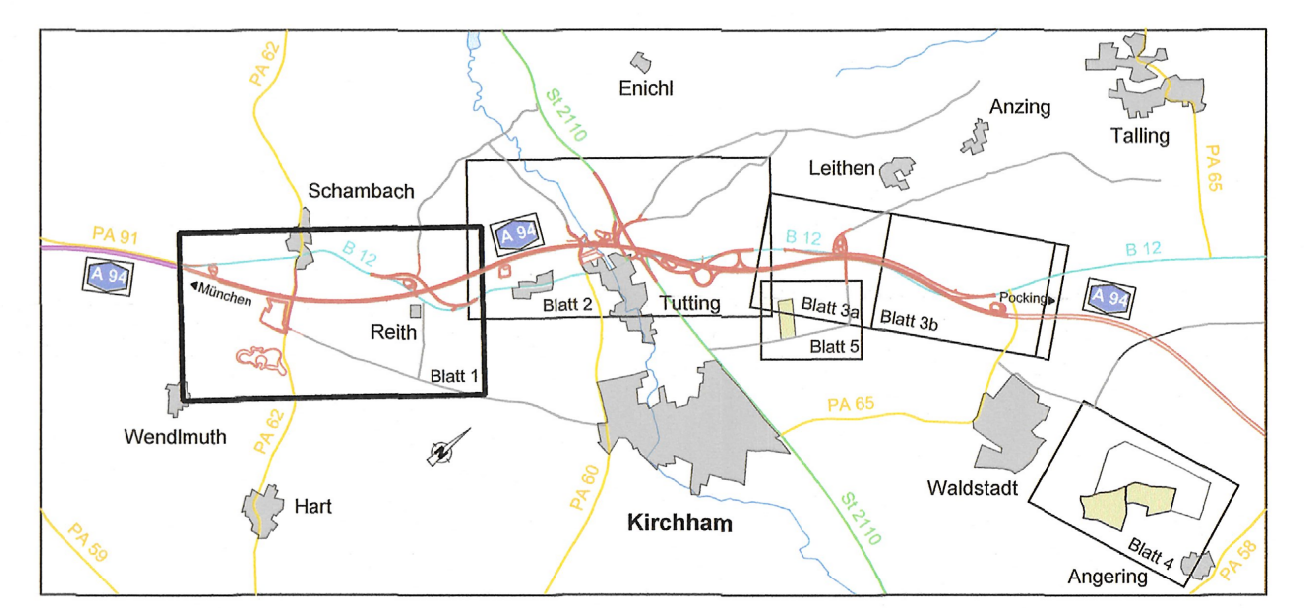 PA 62
St 2110
Enichl
Anzing
Talling
PA 65
Leithen
Schambach
PA 91
A 94
B 12
A 94
B 12
B 12
A 94
München
Pocking
Blatt 2
Tutting
Blatt 3a
Blatt 3b
Reith
Blatt 5
Blatt 1
Wendlmuth
PA 62
N
PA 65
Waldstadt
Hart
PA 60
Kirchham
St 2110
PA 59
Blatt 4
Angering
PA 58